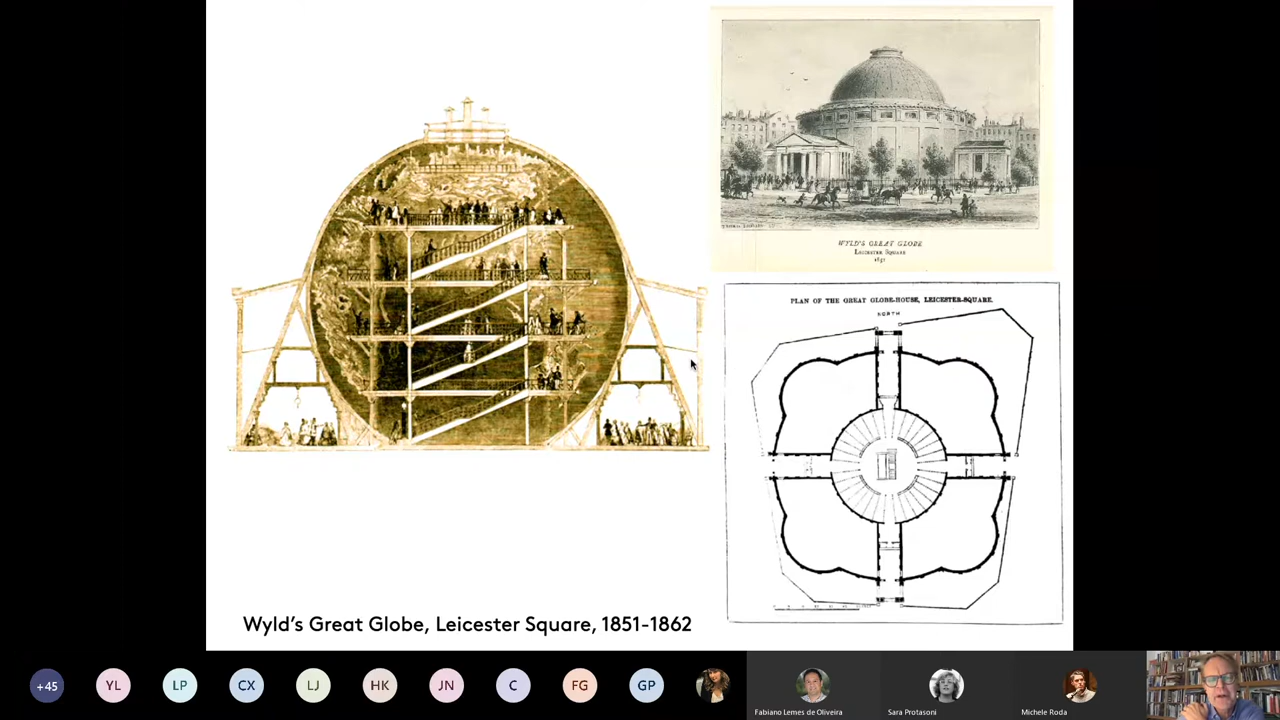 WYLD'S GREAT GLOBE
LEICESTER SQUARE
1851
PLAN OF THE GREAT GLOBE-HOUSE, LEICESTER-SQUARE.
NORTH
Wyld's Great Globe, Leicester Square, 1851-1862
+45
YL
LP
CX
LJ
HK
JN
C
FG
GP
Fabiano Lemes de Oliveira
Sara Protasoni
Michele Roda